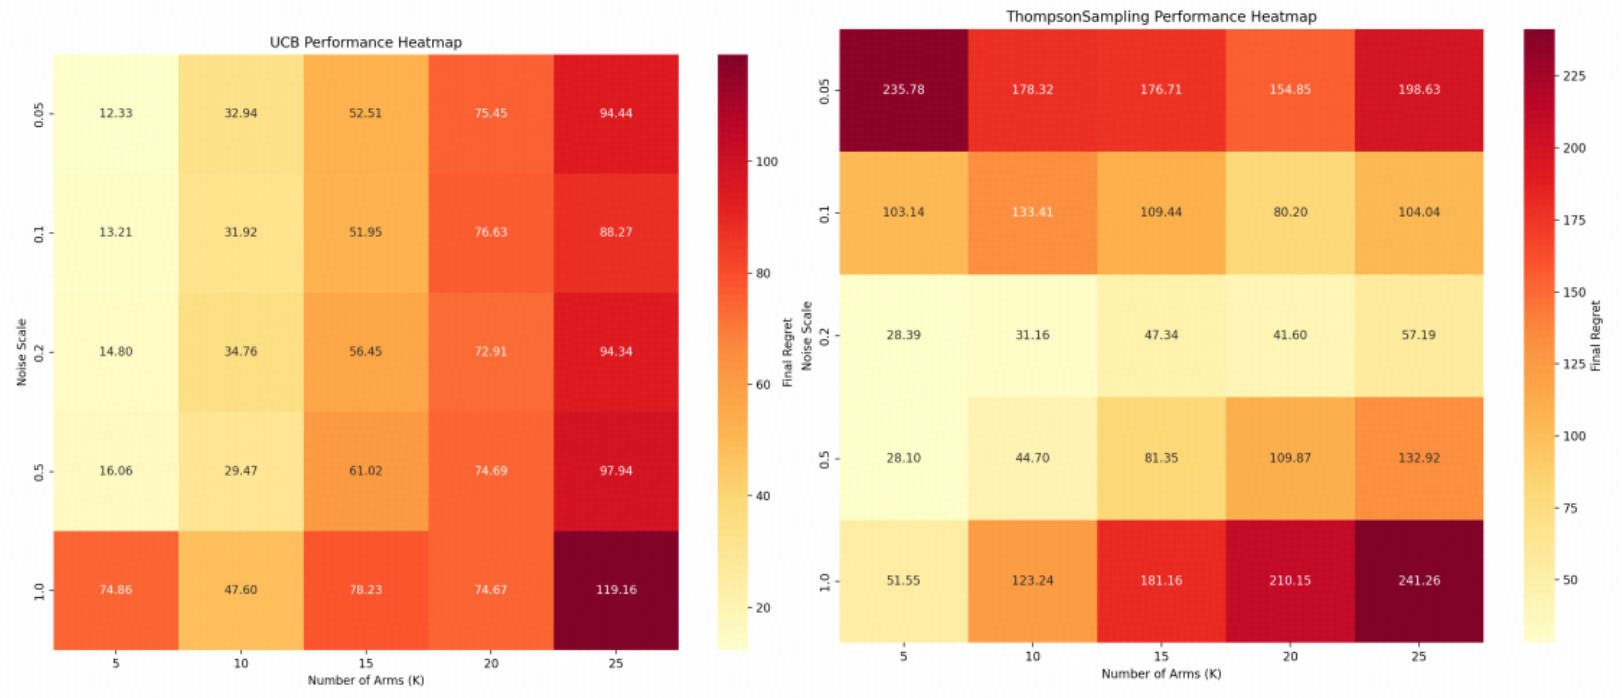 UCB Performance Heatmap
0.05 12.33 32.94 52.51 75.45 94.44
0.1 13.21 31.92 51.95 76.63 88.27
0.2 14.80 34.76 56.45 72.91 94.34
0.5 16.06 29.47 61.02 74.69 97.94
1.0 74.86 47.60 78.23 74.67 119.16
5 10 15 20 25
Number of Arms (K)
Noise Scale
100
80
60
40
20
Final Regret
ThompsonSampling Performance Heatmap
0.05 235.78 178.32 176.71 154.85 198.63
0.1 103.14 133.41 109.44 80.20 104.04
0.2 28.39 31.16 47.34 41.60 57.19
0.5 28.10 44.70 81.35 109.87 132.92
1.0 51.55 123.24 181.16 210.15 241.26
5 10 15 20 25
Number of Arms (K)
Noise Scale
225
200
175
150
125
100
75
50
Final Regret